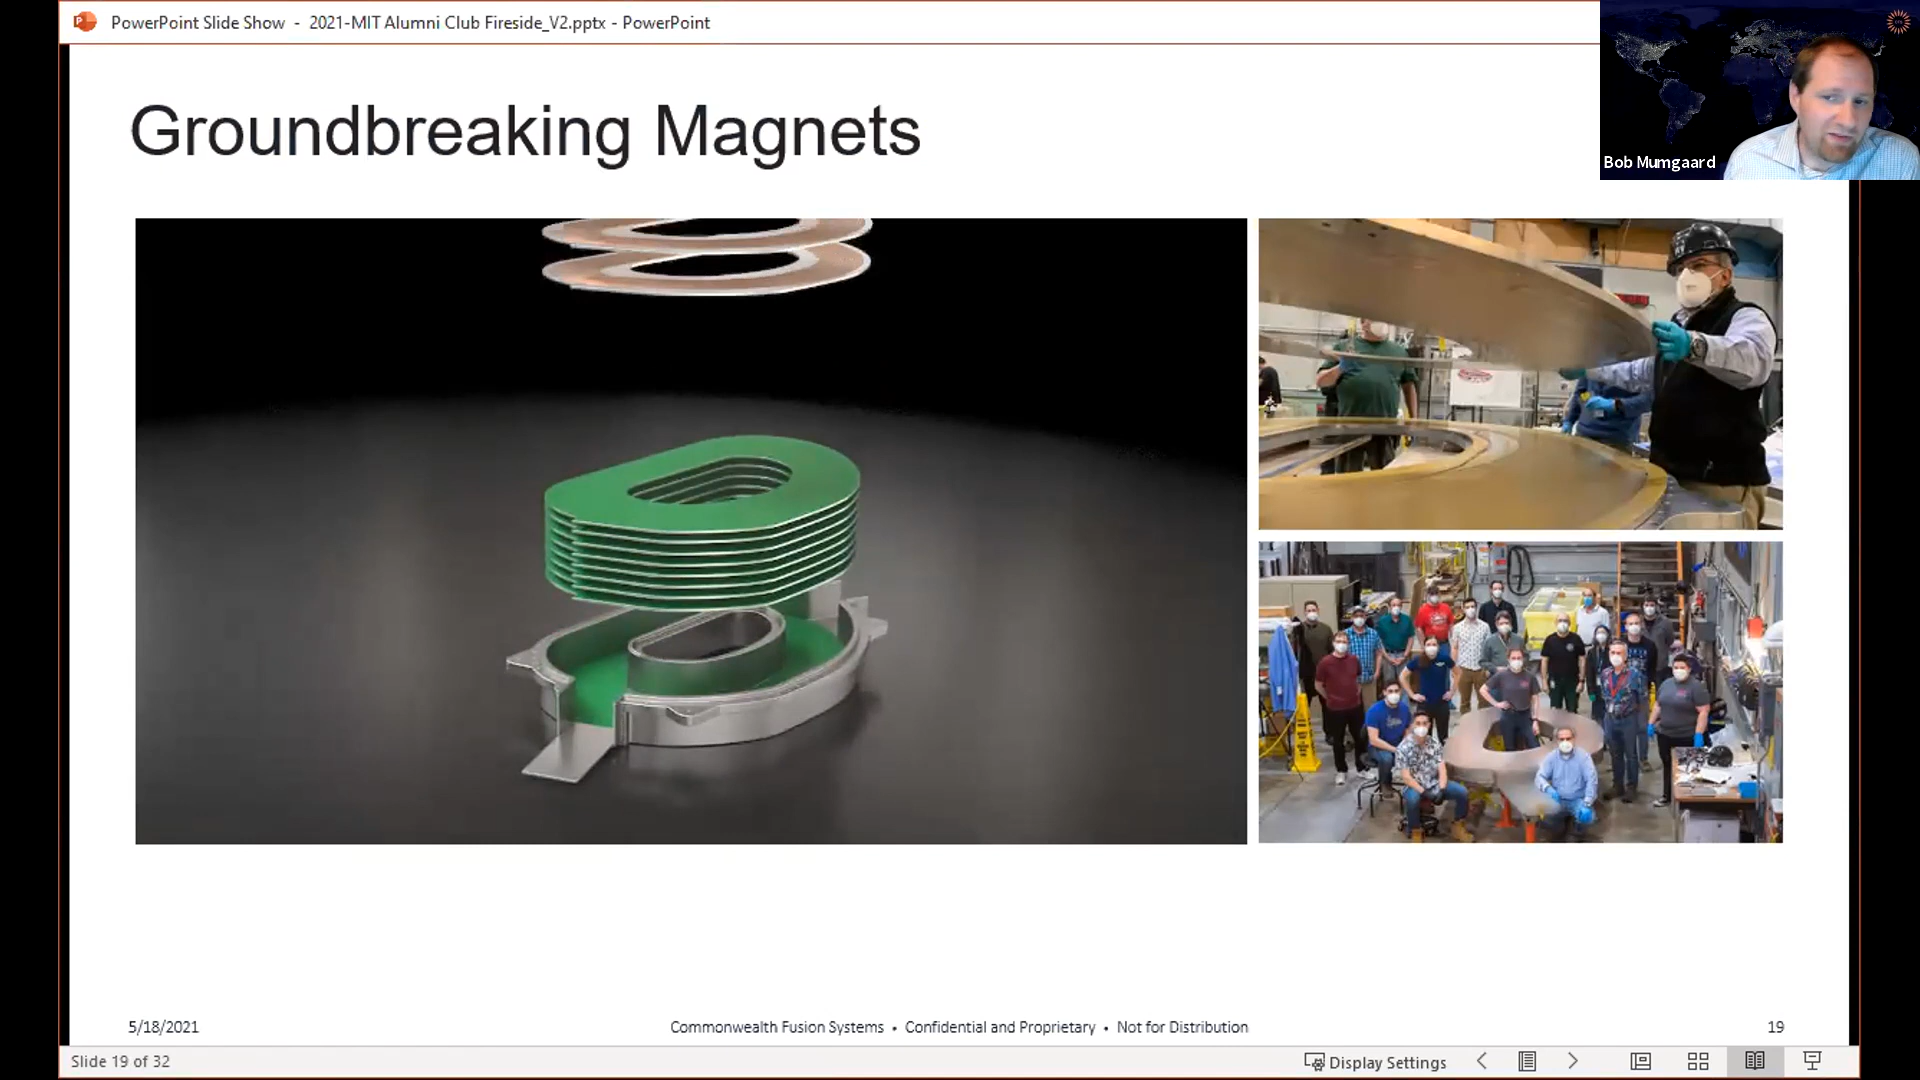 PowerPoint Slide Show - 2021-MIT Alumni Club Fireside_V2.pptx - PowerPoint
Bob Mumgaard
Groundbreaking Magnets
5/18/2021
Commonwealth Fusion Systems • Confidential and Proprietary • Not for Distribution
19
Slide 19 of 32
Display Settings